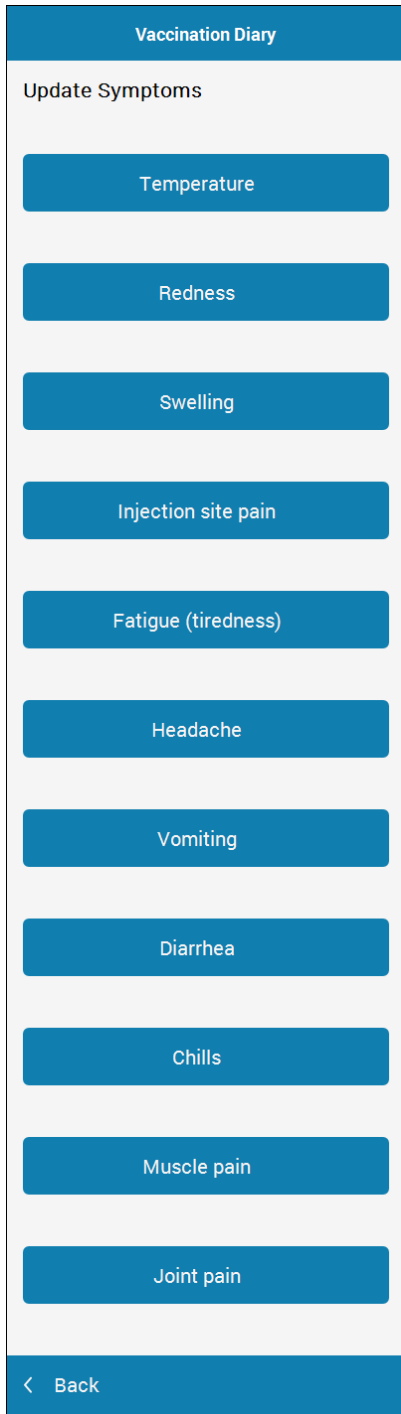 Vaccination Diary
Update Symptoms
Temperature
Redness
Swelling
Injection site pain
Fatigue (tiredness)
Headache
Vomiting
Diarrhea
Chills
Muscle pain
Joint pain
Back